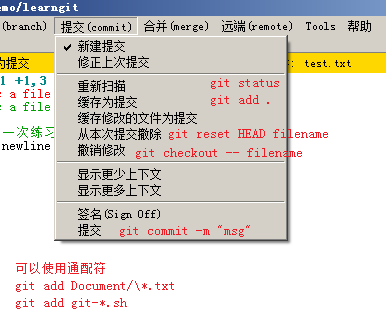 emo/learngit
(branch) 提交(commit) 合并(merge) 远端(remote) Tools 帮助
新建提交
为提交 : test.txt
修正上次提交
1 +1,3
重新扫描 git status
a file
缓存为提交 git add .
a file
缓存修改的文件为提交
一次练习 从本次提交撤除 git reset HEAD filename
newline 撤销修改 git checkout -- filename
显示更少上下文
显示更多上下文
签名(Sign Off)
提交 git commit -m "msg"
可以使用通配符
git add Document/\*.txt
git add git-*.sh